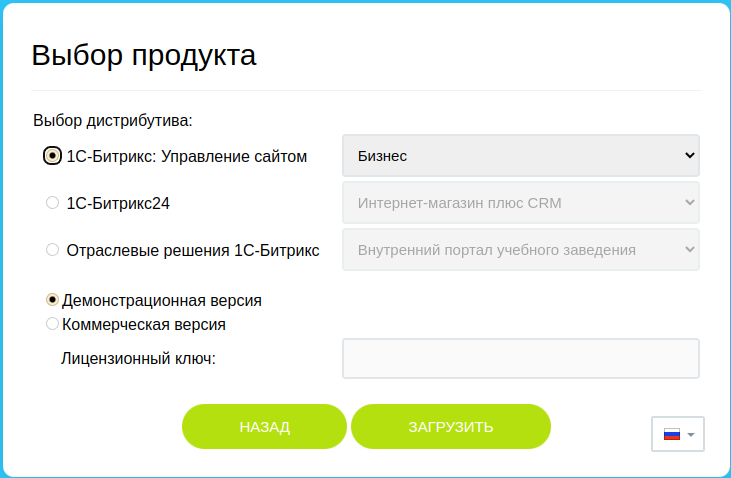 Выбор продукта
Выбор дистрибутива:
1С-Битрикс: Управление сайтом Бизнес
1С-Битрикс24 Интернет-магазин плюс CRM
Отраслевые решения 1С-Битрикс Внутренний портал учебного заведения
Демонстрационная версия
Коммерческая версия
Лицензионный ключ:
НАЗАД ЗАГРУЗИТЬ